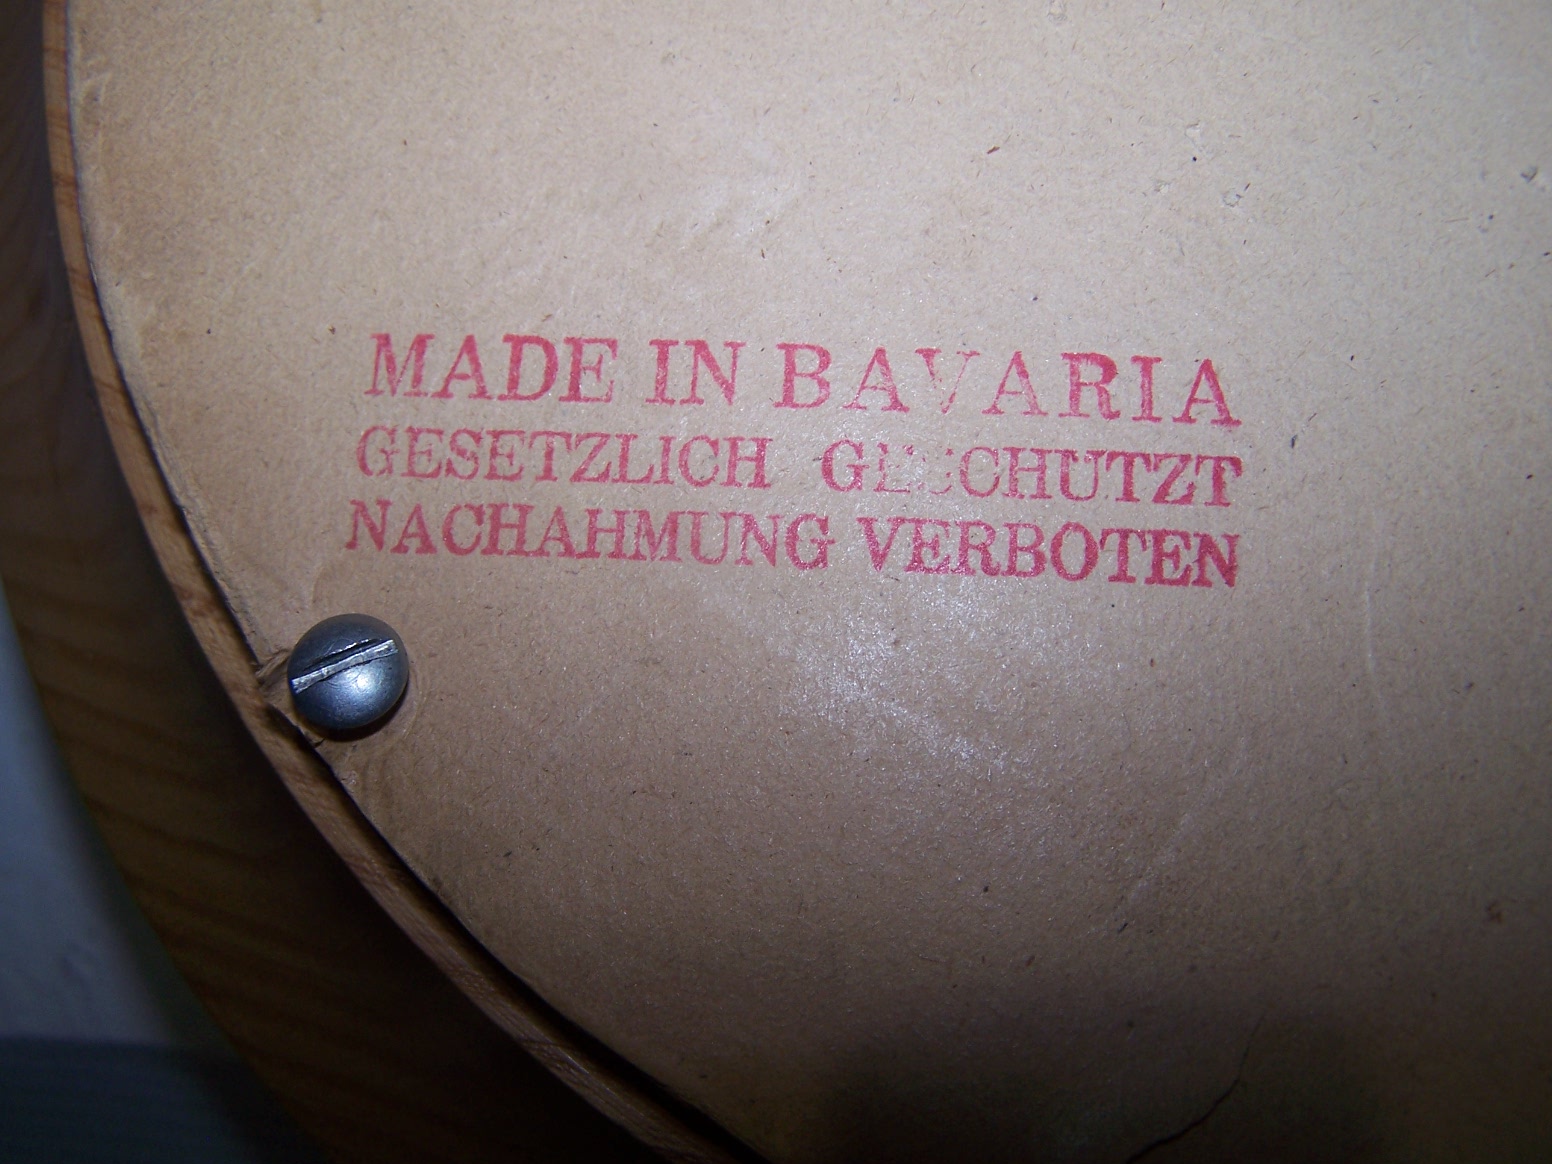 MADE IN BAVARIA
GESETZLICH GESCHUTZT
NACHAHMUNG VERBOTEN